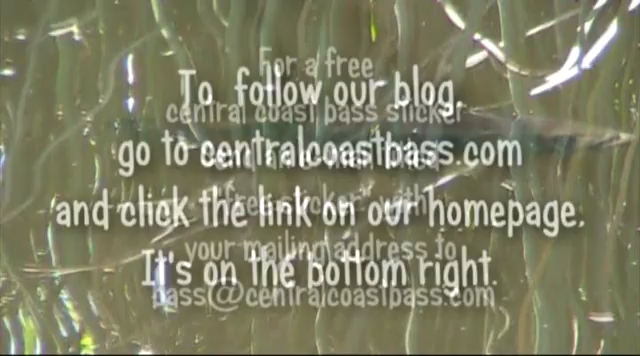 For a free
To follow our blog
central coast bass sticker
go to centralcoastbass.com
and click the link on our homepage.
your mailing address to
It's on the bottom right.
bass@centralcoastbass.com